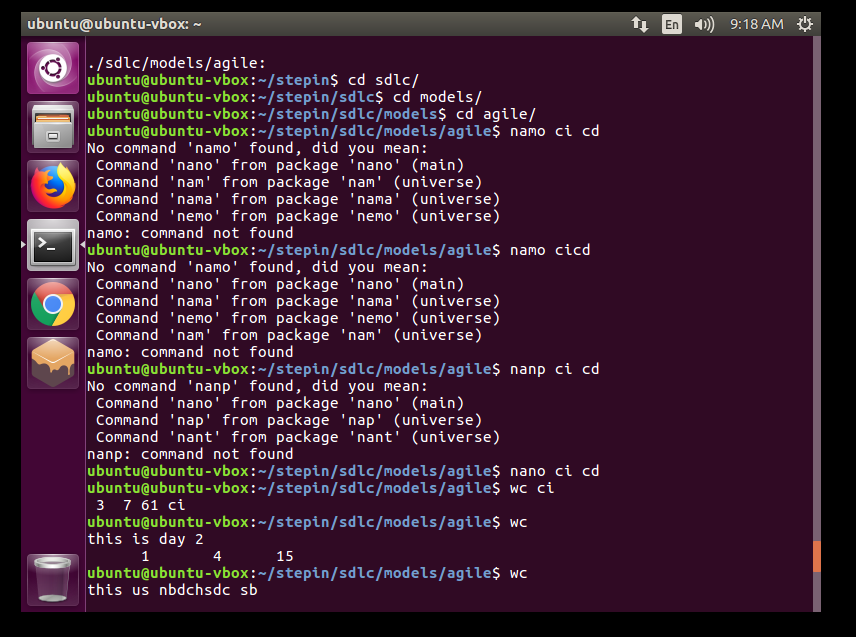 ubuntu@ubuntu-vbox: ~
En
9:18 AM
./sdlc/models/agile:
ubuntu@ubuntu-vbox:~/stepin$ cd sdlc/
ubuntu@ubuntu-vbox:~/stepin/sdlc$ cd models/
ubuntu@ubuntu-vbox:~/stepin/sdlc/models$ cd agile/
ubuntu@ubuntu-vbox:~/stepin/sdlc/models/agile$ namo ci cd
No command 'namo' found, did you mean:
 Command 'nano' from package 'nano' (main)
 Command 'nam' from package 'nam' (universe)
 Command 'nama' from package 'nama' (universe)
 Command 'nemo' from package 'nemo' (universe)
namo: command not found
ubuntu@ubuntu-vbox:~/stepin/sdlc/models/agile$ namo cicd
No command 'namo' found, did you mean:
 Command 'nano' from package 'nano' (main)
 Command 'nama' from package 'nama' (universe)
 Command 'nemo' from package 'nemo' (universe)
 Command 'nam' from package 'nam' (universe)
namo: command not found
ubuntu@ubuntu-vbox:~/stepin/sdlc/models/agile$ nanp ci cd
No command 'nanp' found, did you mean:
 Command 'nano' from package 'nano' (main)
 Command 'nap' from package 'nap' (universe)
 Command 'nant' from package 'nant' (universe)
nanp: command not found
ubuntu@ubuntu-vbox:~/stepin/sdlc/models/agile$ nano ci cd
ubuntu@ubuntu-vbox:~/stepin/sdlc/models/agile$ wc ci
 3  7 61 ci
ubuntu@ubuntu-vbox:~/stepin/sdlc/models/agile$ wc
this is day 2
      1       4      15
ubuntu@ubuntu-vbox:~/stepin/sdlc/models/agile$ wc
this us nbdchsdc sb